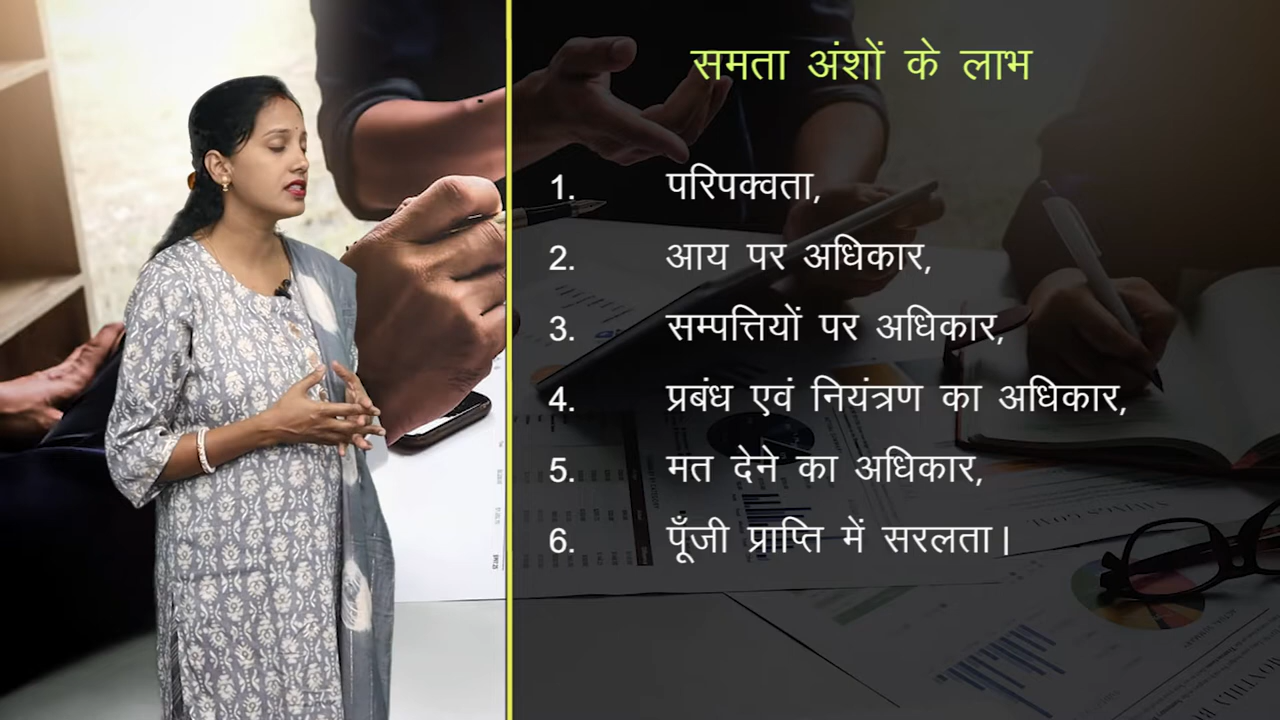 समता अंशों के लाभ
1. परिपक्वता,
2. आय पर अधिकार,
3. सम्पत्तियों पर अधिकार,
4. प्रबंध एवं नियंत्रण का अधिकार,
5. मत देने का अधिकार,
6. पूँजी प्राप्ति में सरलता।